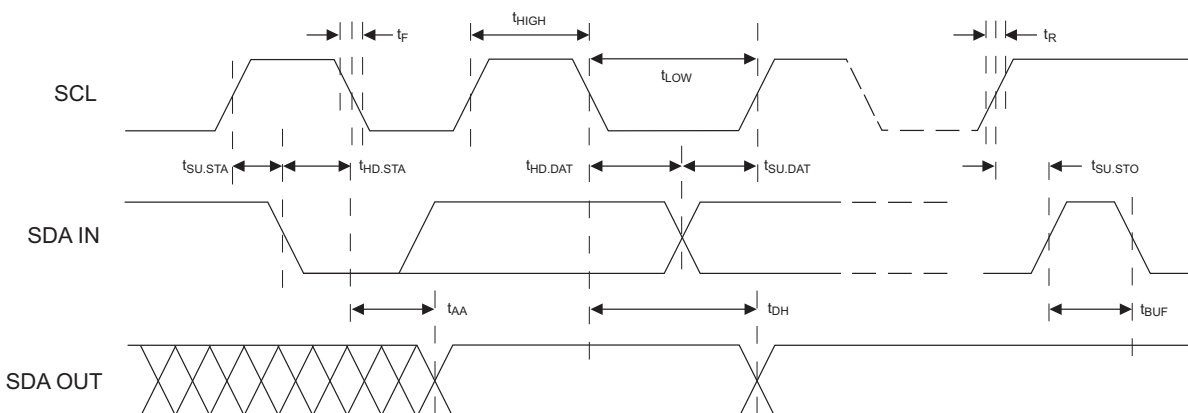 tHIGH
tF
tR
tLOW
SCL
tSU.STA
tHD.STA
tHD.DAT
tSU.DAT
tSU.STO
SDA IN
tAA
tDH
tBUF
SDA OUT